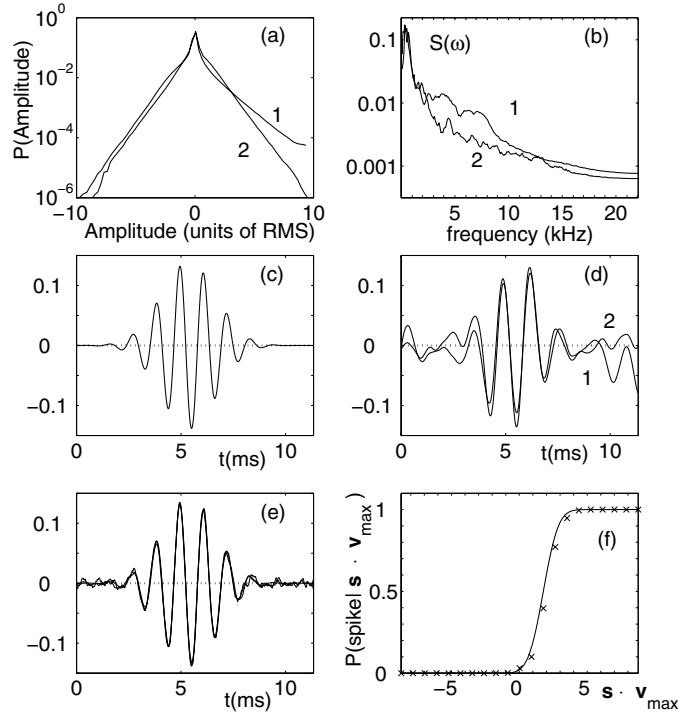 (a)
P(Amplitude)
10^0
10^−2
10^−4
10^−6
1
2
−10
0
10
Amplitude (units of RMS)
(b)
S(ω)
0.1
0.01
0.001
1
2
5
10
15
20
frequency (kHz)
(c)
0.1
0
−0.1
0
5
10
t(ms)
(d)
0.1
0
−0.1
2
1
0
5
10
t(ms)
(e)
0.1
0
−0.1
0
5
10
t(ms)
(f)
P(spike| s · v_max)
1
0.5
0
−5
0
5
s · v_max